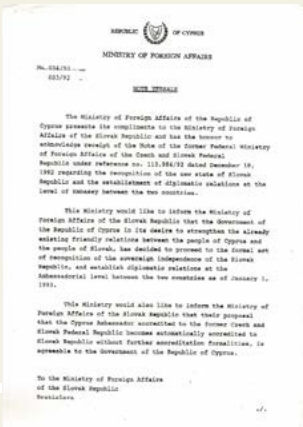 REPUBLIC OF CYPRUS
MINISTRY OF FOREIGN AFFAIRS
NOTE VERBALE
The Ministry of Foreign Affairs of the Republic of
Cyprus presents its compliments to the Ministry of Foreign
Affairs of the Slovak Republic and has the honour to
acknowledge receipt of the Note of the former Federal Ministry
of Foreign Affairs of the Czech and Slovak Federal
Republic under reference no. dated December
1992 regarding the recognition of the new state of Slovak
Republic and the establishment of diplomatic relations at the
level of Embassy between the two countries.
This Ministry would like to inform the Ministry of
Foreign Affairs of the Slovak Republic that the Government of
the Republic of Cyprus in its desire to strengthen the already
existing friendly relations between the people of Cyprus and
the people of Slovak, has decided to proceed to the formal act
of recognition of the sovereign independence of the Slovak
Republic, and establish diplomatic relations at the
Ambassadorial level between the two countries as of January 1,
1993.
This Ministry would also like to inform the Ministry of
Foreign Affairs of the Slovak Republic that their proposal
that the Cyprus Ambassador accredited to the former Czech and
Slovak Federal Republic becomes automatically accredited to
Slovak Republic without further accreditation formalities, is
agreeable to the Government of the Republic of Cyprus.
To the Ministry of Foreign Affairs
of the Slovak Republic
Bratislava